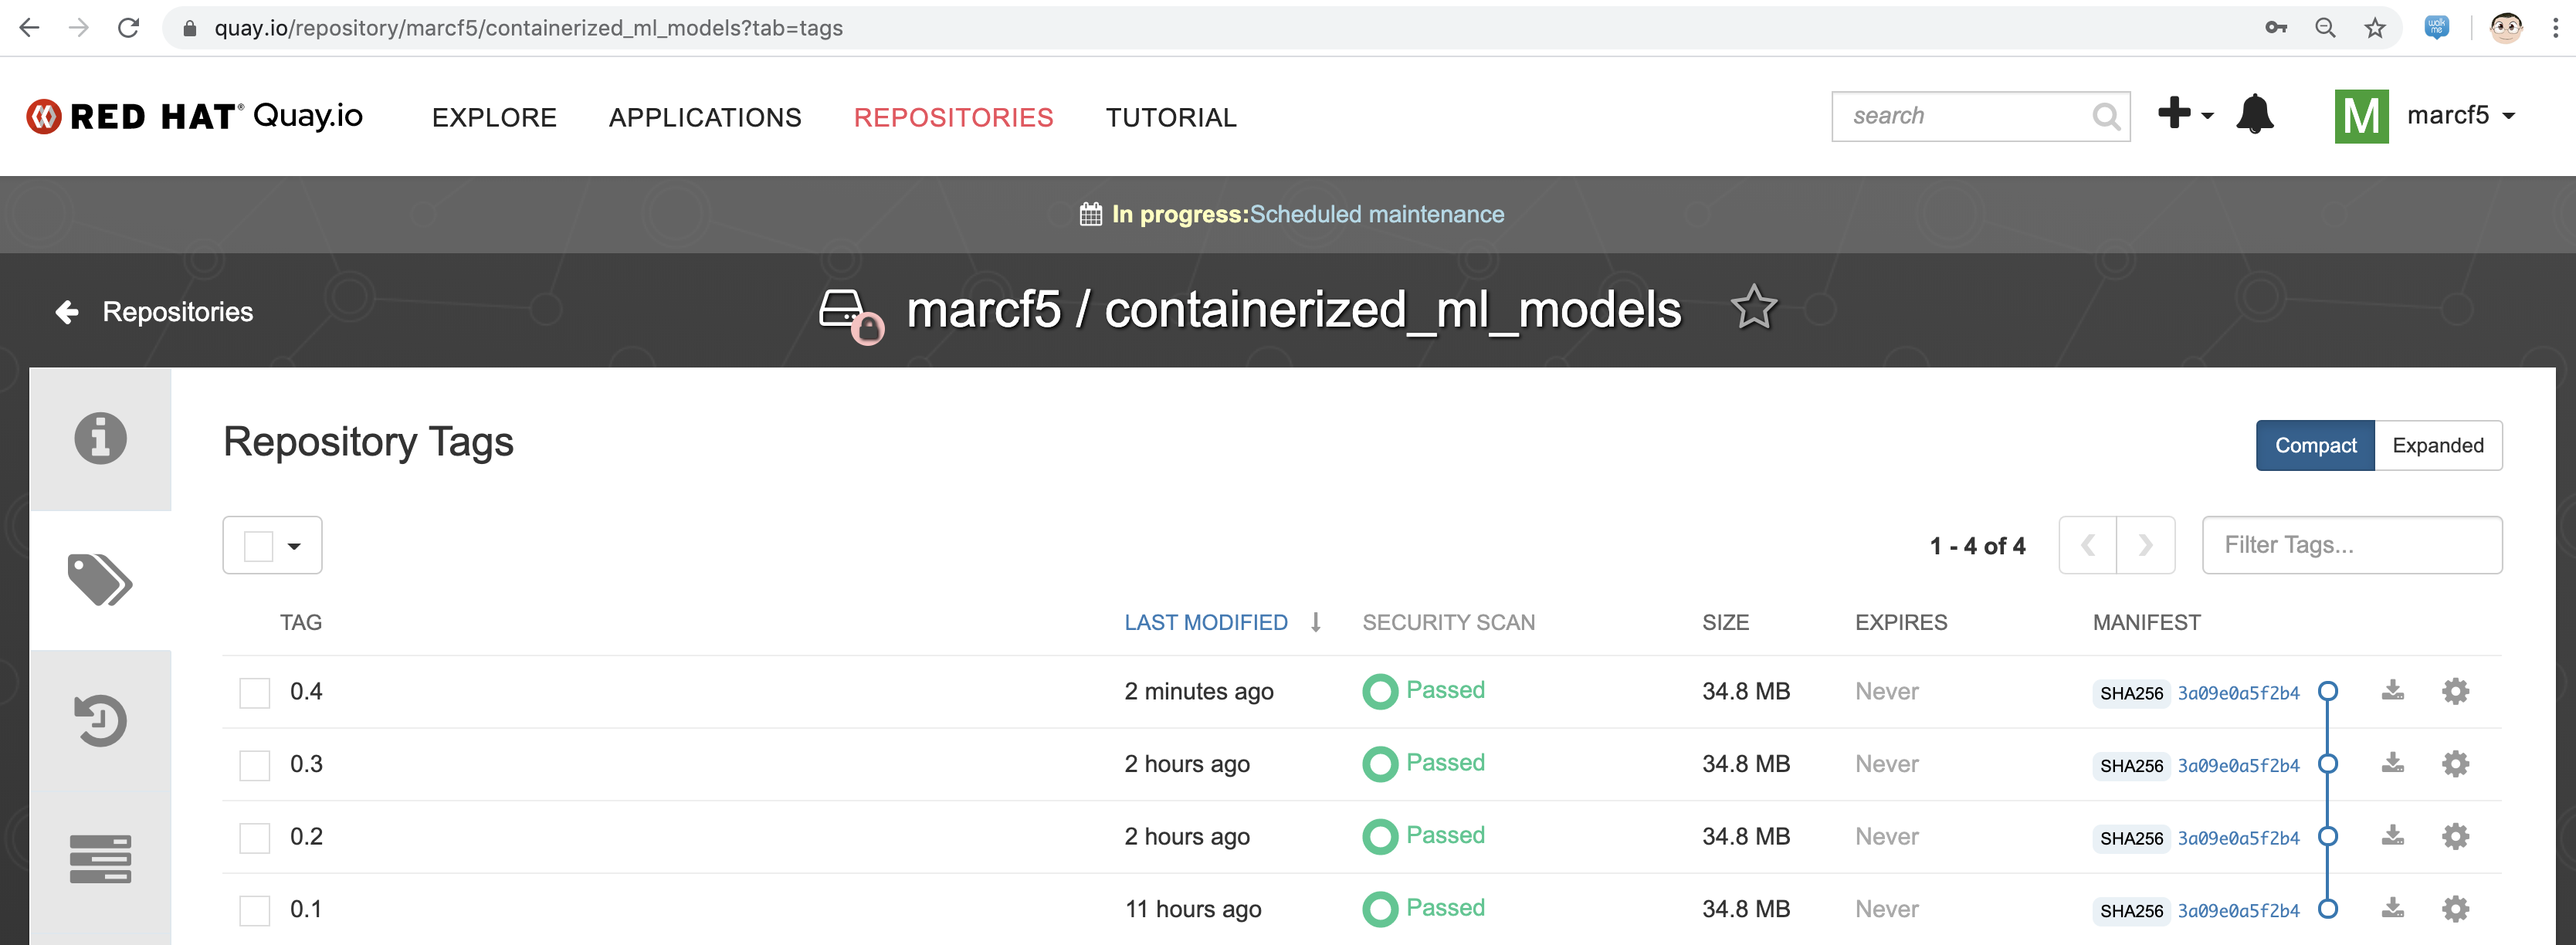 quay.io/repository/marcf5/containerized_ml_models?tab=tags
walk me
RED HAT® Quay.io EXPLORE APPLICATIONS REPOSITORIES TUTORIAL search M marcf5
In progress:Scheduled maintenance
Repositories marcf5 / containerized_ml_models
Repository Tags Compact Expanded
1 - 4 of 4 Filter Tags...
TAG LAST MODIFIED SECURITY SCAN SIZE EXPIRES MANIFEST
0.4 2 minutes ago Passed 34.8 MB Never SHA256 3a09e0a5f2b4
0.3 2 hours ago Passed 34.8 MB Never SHA256 3a09e0a5f2b4
0.2 2 hours ago Passed 34.8 MB Never SHA256 3a09e0a5f2b4
0.1 11 hours ago Passed 34.8 MB Never SHA256 3a09e0a5f2b4